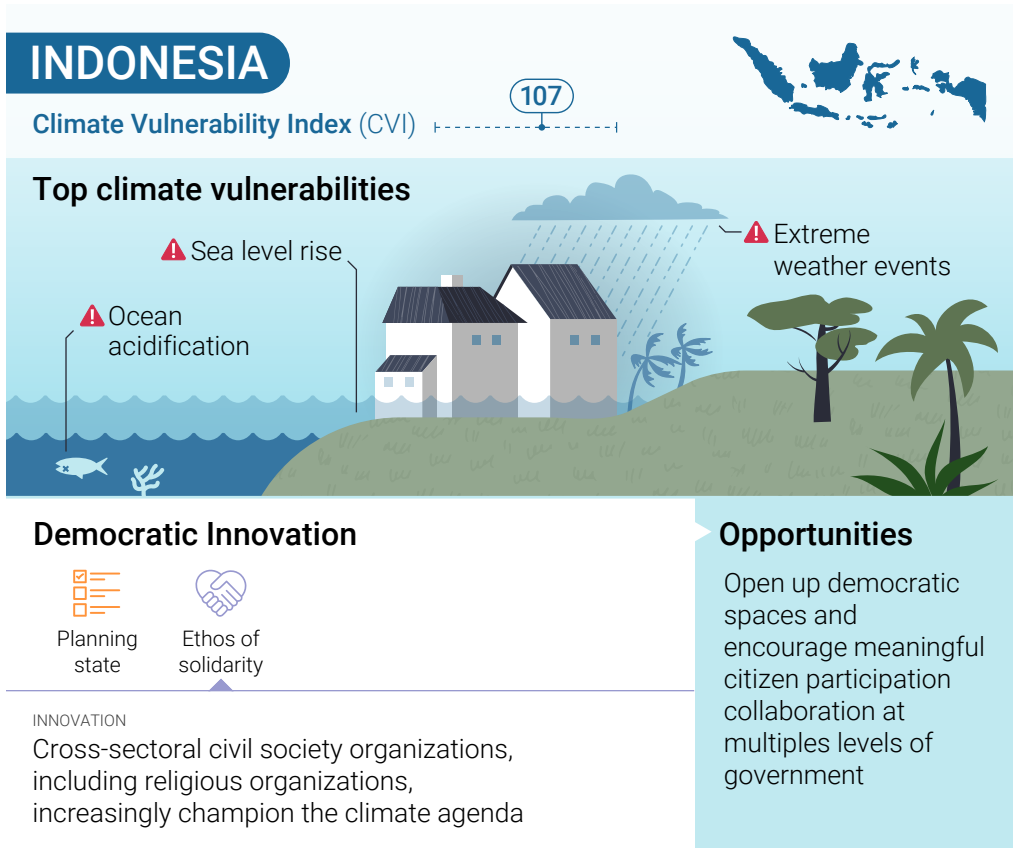 INDONESIA
Climate Vulnerability Index (CVI)
107
Top climate vulnerabilities
Sea level rise
Ocean
acidification
Extreme
weather events
Democratic Innovation
Planning
state
Ethos of
solidarity
INNOVATION
Cross-sectoral civil society organizations,
including religious organizations,
increasingly champion the climate agenda
Opportunities
Open up democratic
spaces and
encourage meaningful
citizen participation
collaboration at
multiples levels of
government